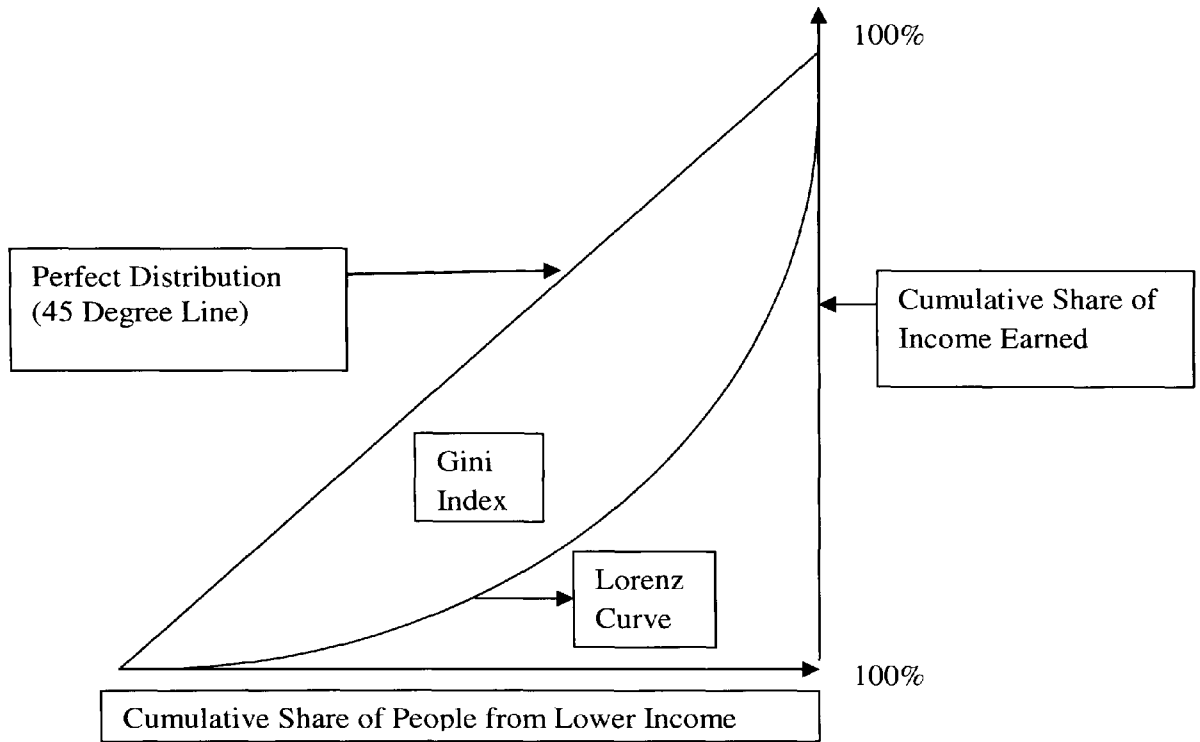 100%
Perfect Distribution
(45 Degree Line)
Cumulative Share of
Income Earned
Gini
Index
Lorenz
Curve
100%
Cumulative Share of People from Lower Income